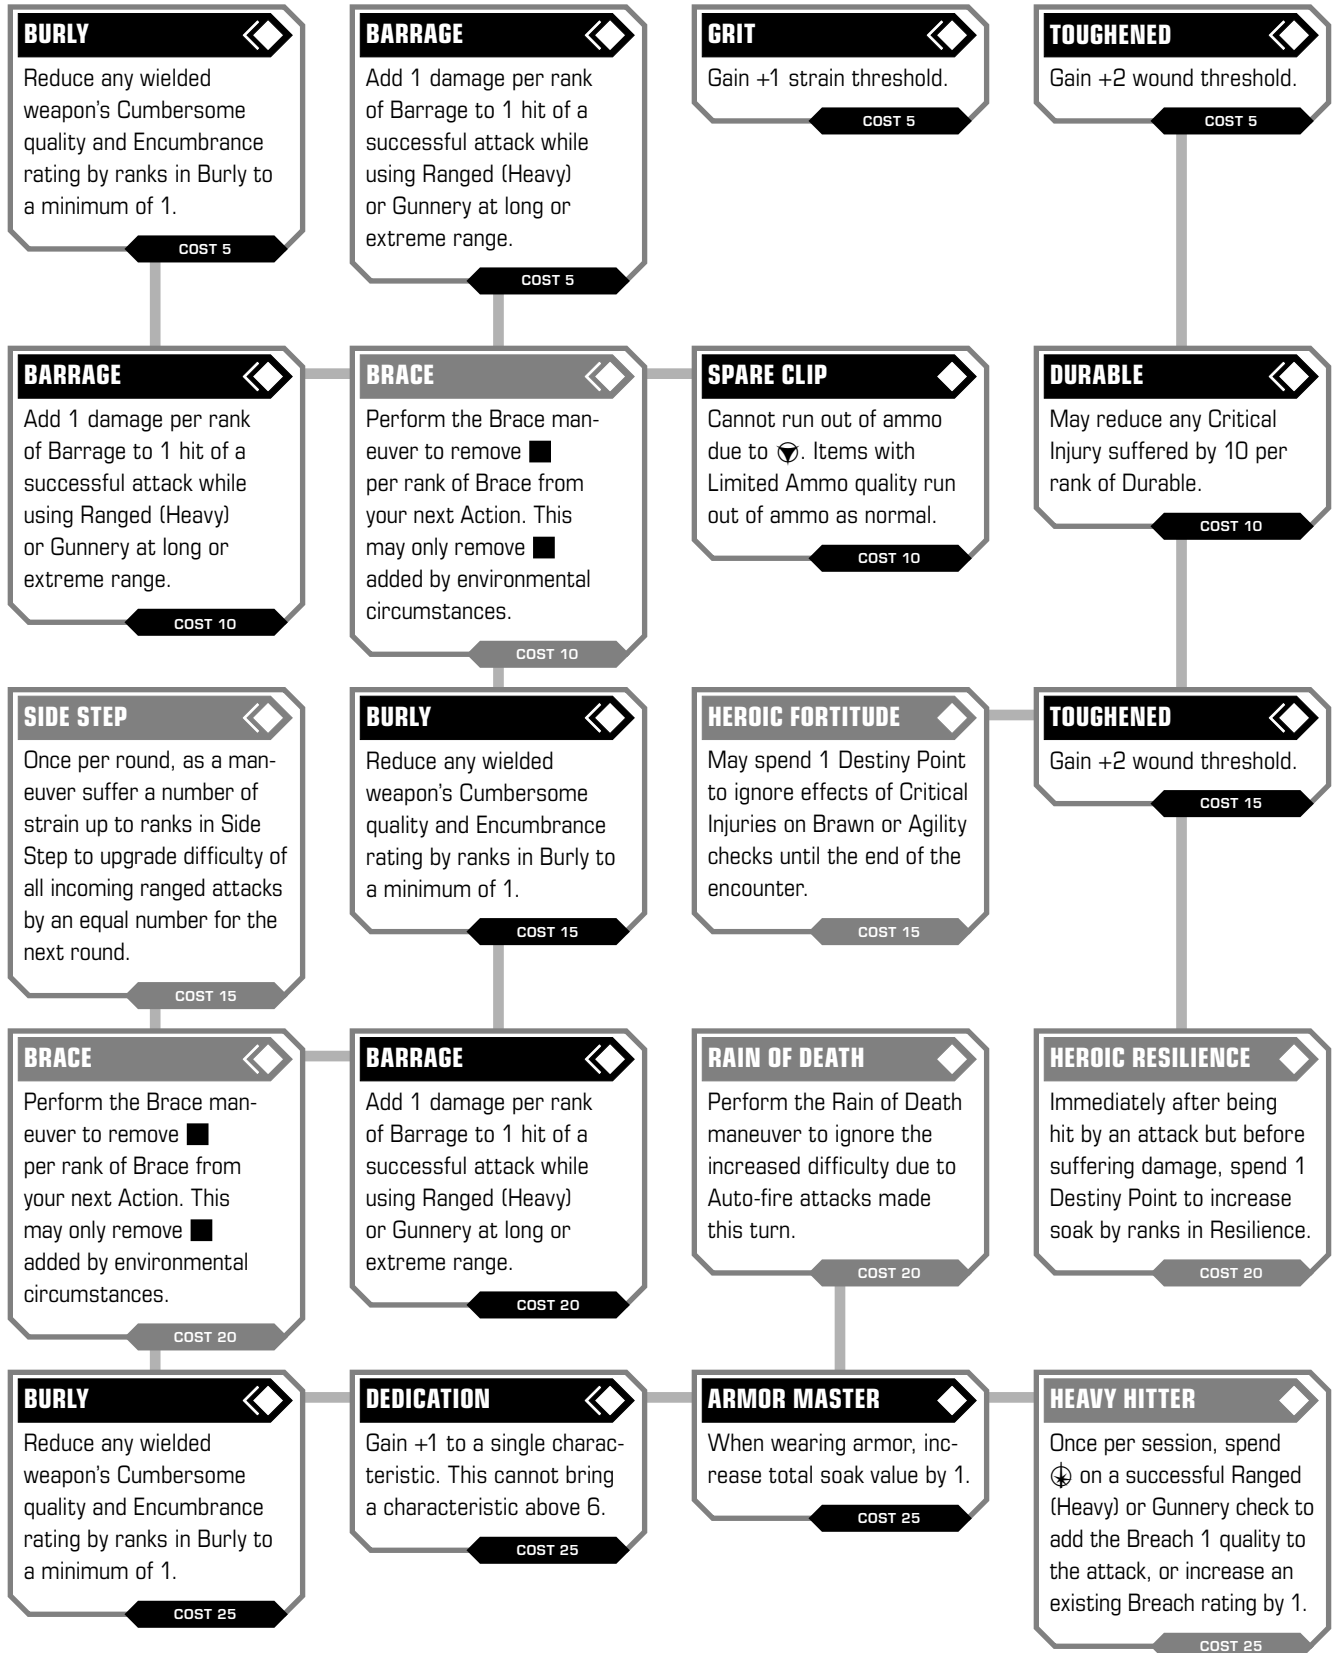 BURLY
Reduce any wielded
weapon's Cumbersome
quality and Encumbrance
rating by ranks in Burly to
a minimum of 1.
COST 5
BARRAGE
Add 1 damage per rank
of Barrage to 1 hit of a
successful attack while
using Ranged (Heavy)
or Gunnery at long or
extreme range.
COST 5
GRIT
Gain +1 strain threshold.
COST 5
TOUGHENED
Gain +2 wound threshold.
COST 5
BARRAGE
Add 1 damage per rank
of Barrage to 1 hit of a
successful attack while
using Ranged (Heavy)
or Gunnery at long or
extreme range.
COST 10
BRACE
Perform the Brace man-
euver to remove
per rank of Brace from
your next Action. This
may only remove
added by environmental
circumstances.
COST 10
SPARE CLIP
Cannot run out of ammo
due to . Items with
Limited Ammo quality run
out of ammo as normal.
COST 10
DURABLE
May reduce any Critical
Injury suffered by 10 per
rank of Durable.
COST 10
SIDE STEP
Once per round, as a man-
euver suffer a number of
strain up to ranks in Side
Step to upgrade difficulty of
all incoming ranged attacks
by an equal number for the
next round.
COST 15
BURLY
Reduce any wielded
weapon's Cumbersome
quality and Encumbrance
rating by ranks in Burly to
a minimum of 1.
COST 15
HEROIC FORTITUDE
May spend 1 Destiny Point
to ignore effects of Critical
Injuries on Brawn or Agility
checks until the end of the
encounter.
COST 15
TOUGHENED
Gain +2 wound threshold.
COST 15
BRACE
Perform the Brace man-
euver to remove
per rank of Brace from
your next Action. This
may only remove
added by environmental
circumstances.
COST 20
BARRAGE
Add 1 damage per rank
of Barrage to 1 hit of a
successful attack while
using Ranged (Heavy)
or Gunnery at long or
extreme range.
COST 20
RAIN OF DEATH
Perform the Rain of Death
maneuver to ignore the
increased difficulty due to
Auto-fire attacks made
this turn.
COST 20
HEROIC RESILIENCE
Immediately after being
hit by an attack but before
suffering damage, spend 1
Destiny Point to increase
soak by ranks in Resilience.
COST 20
BURLY
Reduce any wielded
weapon's Cumbersome
quality and Encumbrance
rating by ranks in Burly to
a minimum of 1.
COST 25
DEDICATION
Gain +1 to a single charac-
teristic. This cannot bring
a characteristic above 6.
COST 25
ARMOR MASTER
When wearing armor, inc-
rease total soak value by 1.
COST 25
HEAVY HITTER
Once per session, spend
on a successful Ranged
(Heavy) or Gunnery check to
add the Breach 1 quality to
the attack, or increase an
existing Breach rating by 1.
COST 25